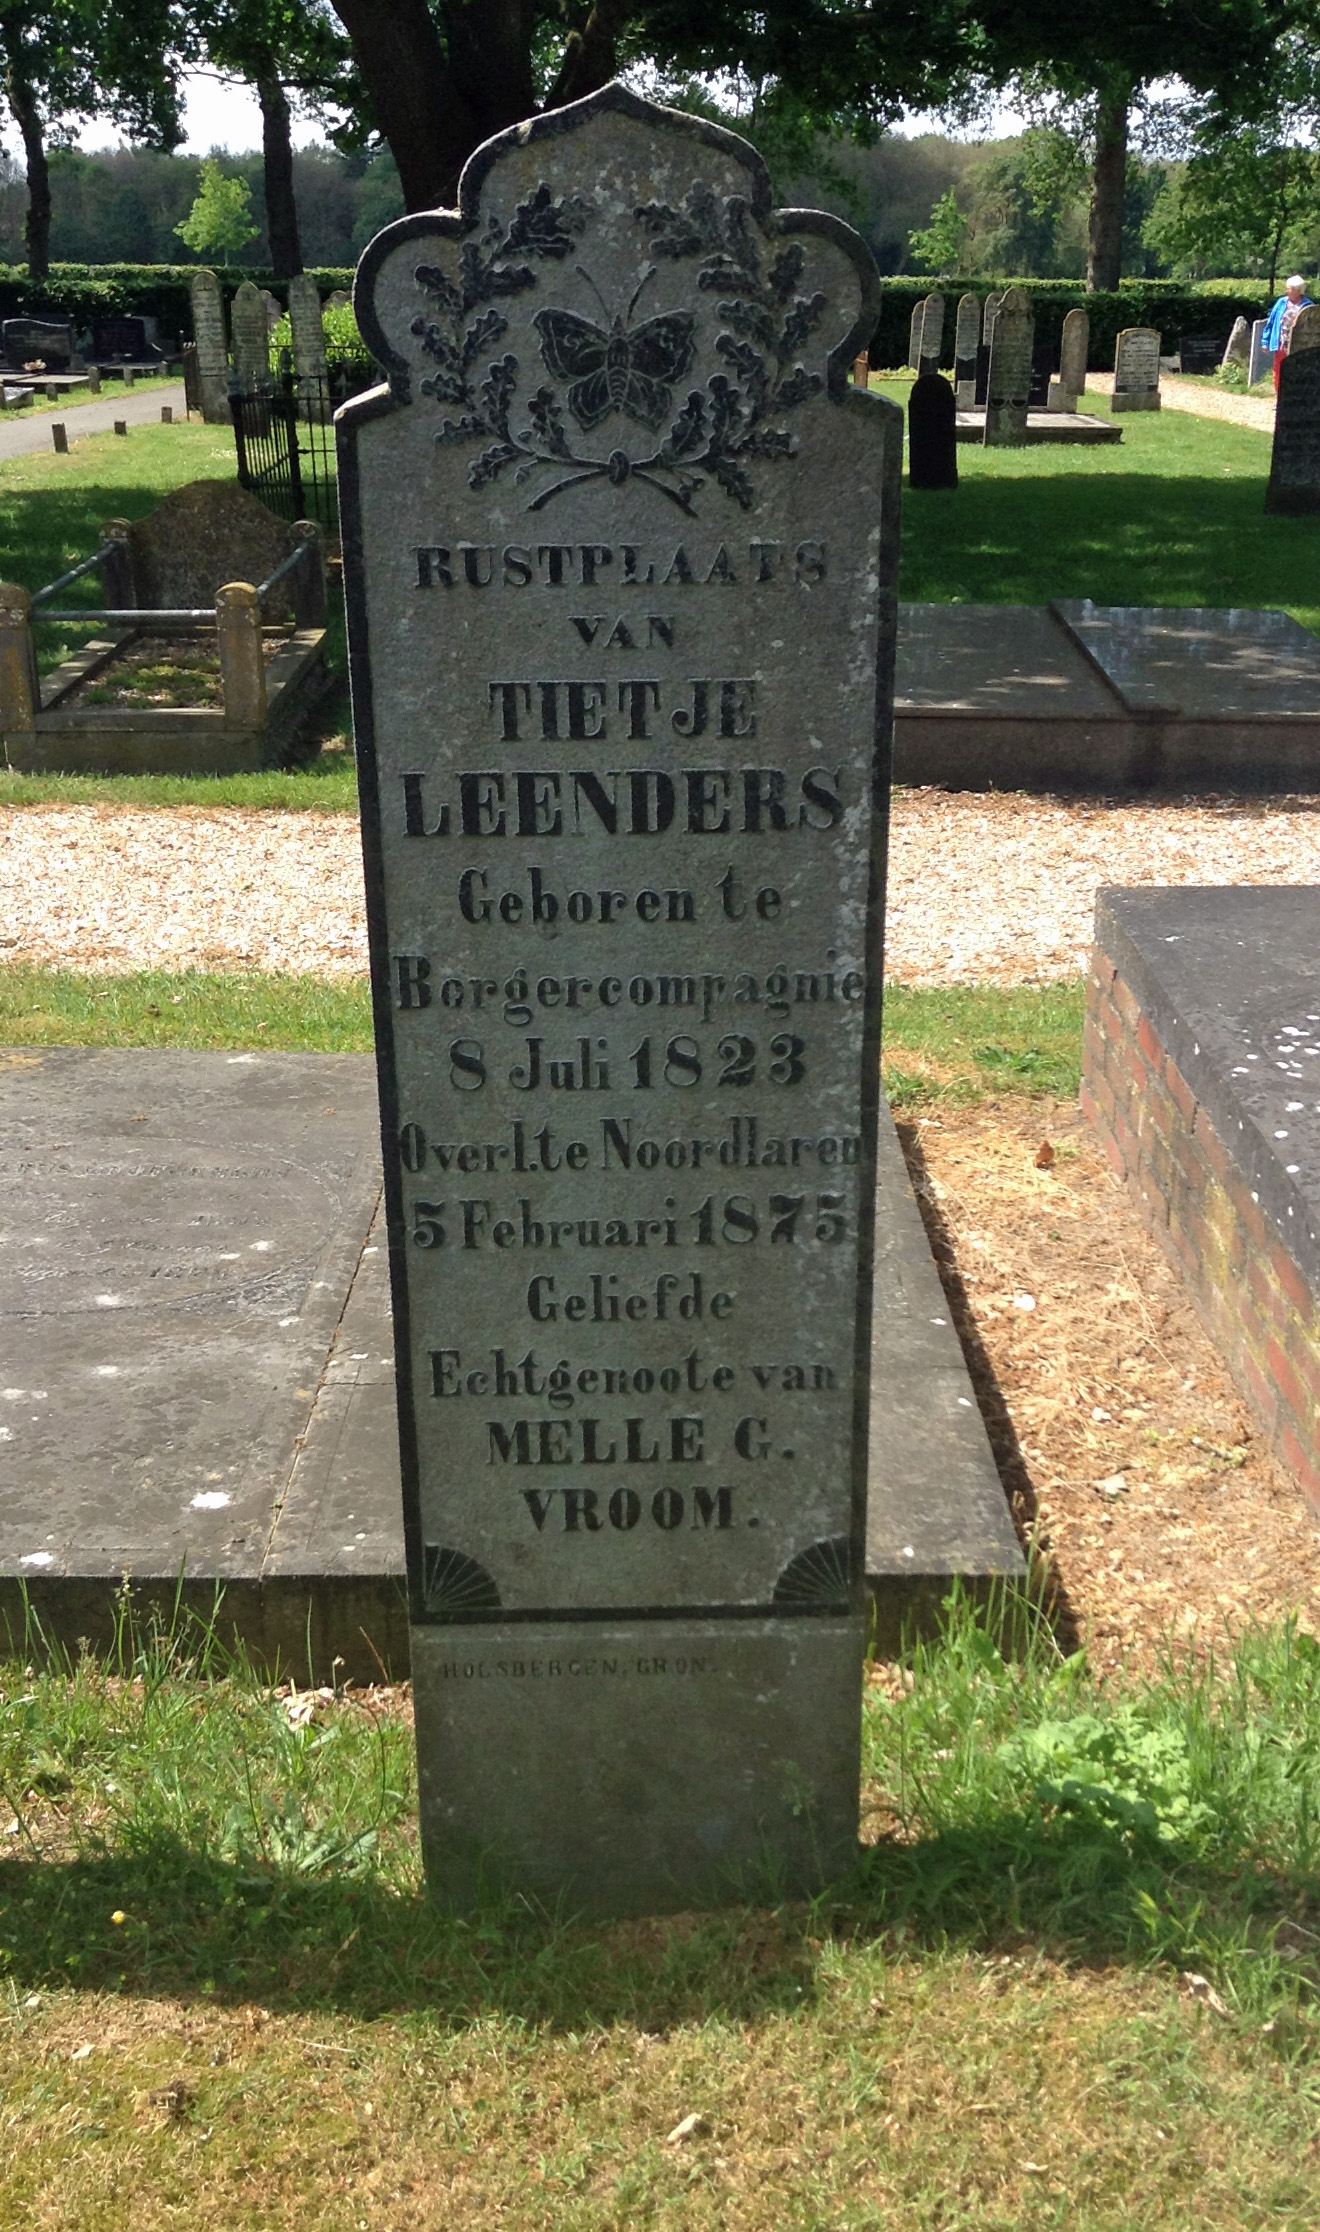 RUSTPLAATS
VAN
TIETJE
LEENDERS
Geboren te
Borgercompagnie
8 Juli 1823
Overl. te Noordlaren
5 Februari 1875
Geliefde
Echtgenoote van
MELLE G.
VROOM.
HOLSBERGEN, GRON.